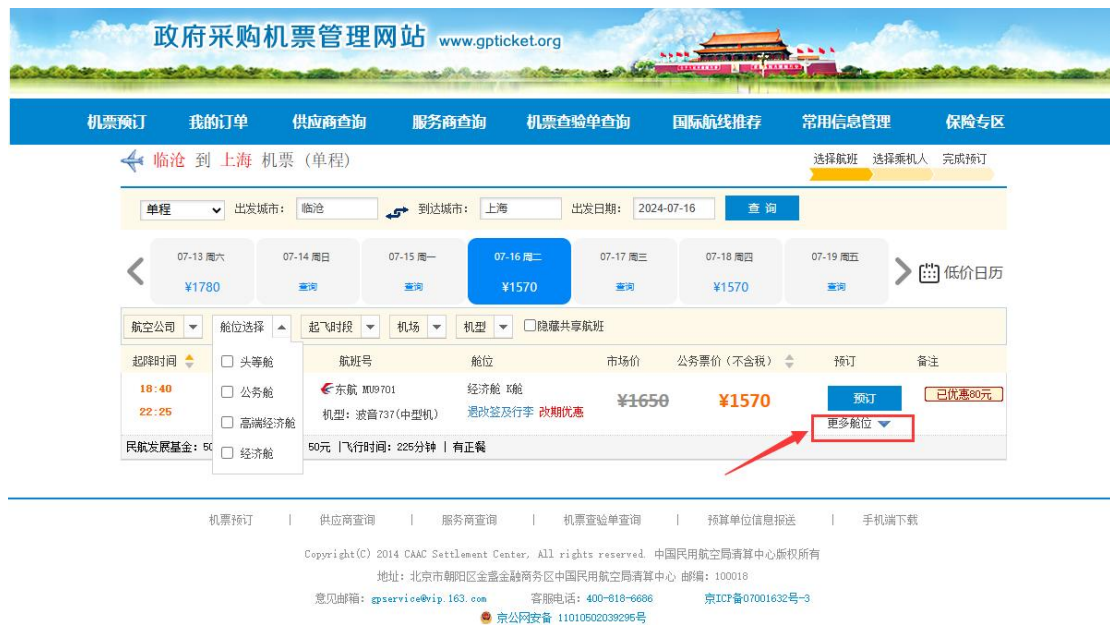 政府采购机票管理网站 www.gpticket.org
机票预订 我的订单 供应商查询 服务商查询 机票查验单查询 国际航线推荐 常用信息管理 保险专区
临沧 到 上海 机票 (单程) 选择航班 选择乘机人 完成预订
单程 出发城市: 临沧 到达城市: 上海 出发日期: 2024-07-16 查 询
07-13 周六 07-14 周日 07-15 周一 07-16 周二 07-17 周三 07-18 周四 07-19 周五
¥1780 查询 查询 ¥1570 查询 ¥1570 查询 低价日历
航空公司 舱位选择 起飞时段 机场 机型 隐藏共享航班
起降时间 航班号 舱位 市场价 公务票价 (不含税) 预订 备注
头等舱
公务舱
高端经济舱
经济舱
18:40 东航 MU9701 经济舱 K舱 ¥1650 ¥1570 预订 已优惠80元
22:25 机型: 波音737(中型机) 退改签及行李 改期优惠 更多舱位
民航发展基金: 50元 |飞行时间: 225分钟 | 有正餐
机票预订 | 供应商查询 | 服务商查询 | 机票查验单查询 | 预算单位信息报送 | 手机端下载
Copyright(C) 2014 CAAC Settlement Center, All rights reserved. 中国民用航空局清算中心版权所有
地址: 北京市朝阳区金盏金融商务区中国民用航空局清算中心 邮编: 100018
意见邮箱: gpservice@vip.163.com 客服电话: 400-818-6686 京ICP备07001632号-3
京公网安备 11010502039295号